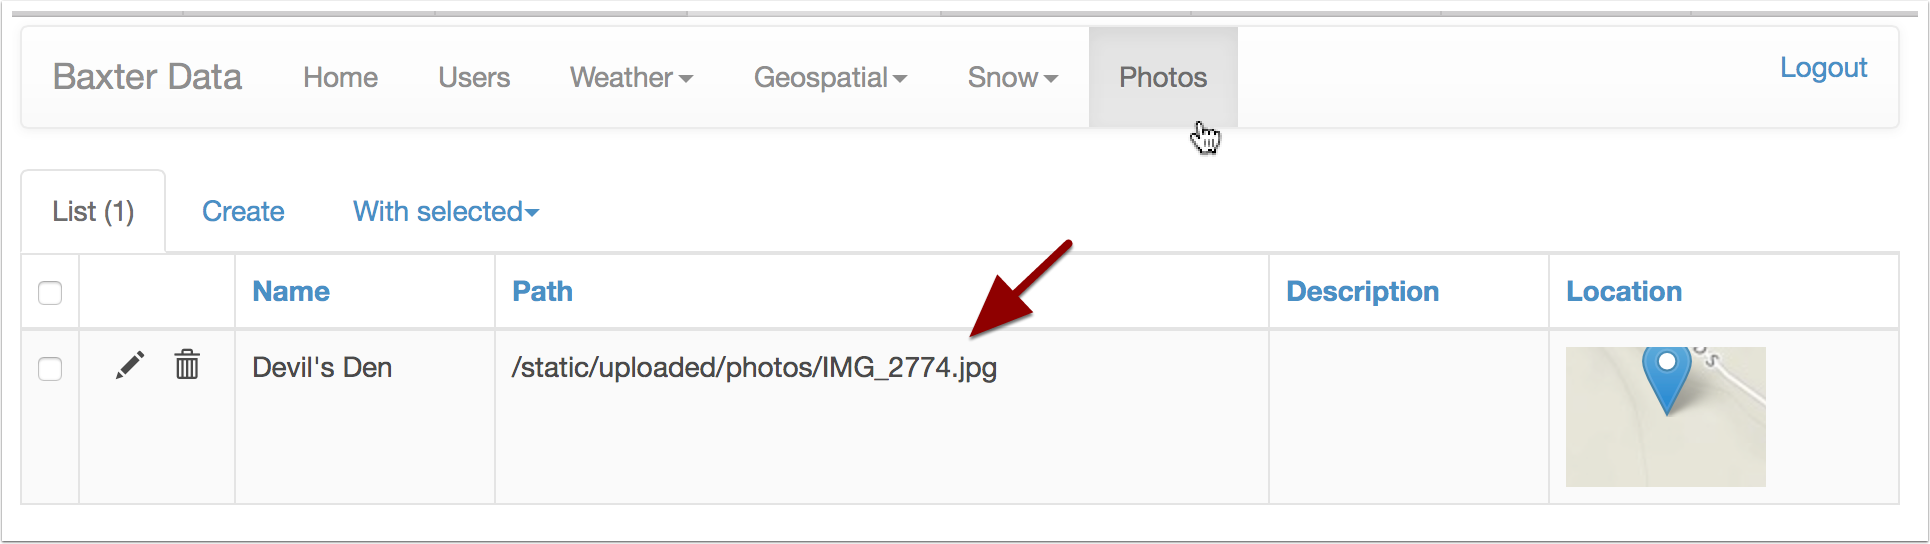 Baxter Data Home Users Weather Geospatial Snow Photos Logout
List (1) Create With selected
Name Path Description Location
Devil's Den /static/uploaded/photos/IMG_2774.jpg